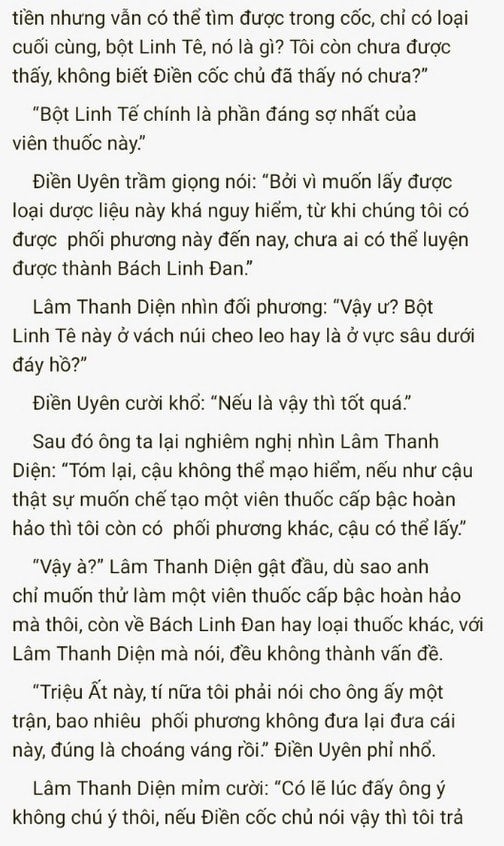 tiền nhưng vẫn có thể tìm được trong cốc, chỉ có loại
cuối cùng, bột Linh Tê, nó là gì? Tôi còn chưa được
thấy, không biết Điền cốc chủ đã thấy nó chưa?”
“Bột Linh Tế chính là phần đáng sợ nhất của
viên thuốc này.”
Điền Uyên trầm giọng nói: “Bởi vì muốn lấy được
loại dược liệu này khá nguy hiểm, từ khi chúng tôi có
được phối phương này đến nay, chưa ai có thể luyện
được thành Bách Linh Đan.”
Lâm Thanh Diện nhìn đối phương: “Vậy ư? Bột
Linh Tê này ở vách núi cheo leo hay là ở vực sâu dưới
đáy hồ?”
Điền Uyên cười khổ: “Nếu là vậy thì tốt quá.”
Sau đó ông ta lại nghiêm nghị nhìn Lâm Thanh
Diện: “Tóm lại, cậu không thể mạo hiểm, nếu như cậu
thật sự muốn chế tạo một viên thuốc cấp bậc hoàn
hảo thì tôi còn có phối phương khác, cậu có thể lấy.”
“Vậy à?” Lâm Thanh Diện gật đầu, dù sao anh
chỉ muốn thử làm một viên thuốc cấp bậc hoàn hảo
mà thôi, còn về Bách Linh Đan hay loại thuốc khác, với
Lâm Thanh Diện mà nói, đều không thành vấn đề.
“Triệu Ất này, tí nữa tôi phải nói cho ông ấy một
trận, bao nhiêu phối phương không đưa lại đưa cái
này, đúng là choáng váng rồi.” Điền Uyên phỉ nhổ.
Lâm Thanh Diện mỉm cười: “Có lẽ lúc đấy ông ý
không chú ý thôi, nếu Điền cốc chủ nói vậy thì tôi trả